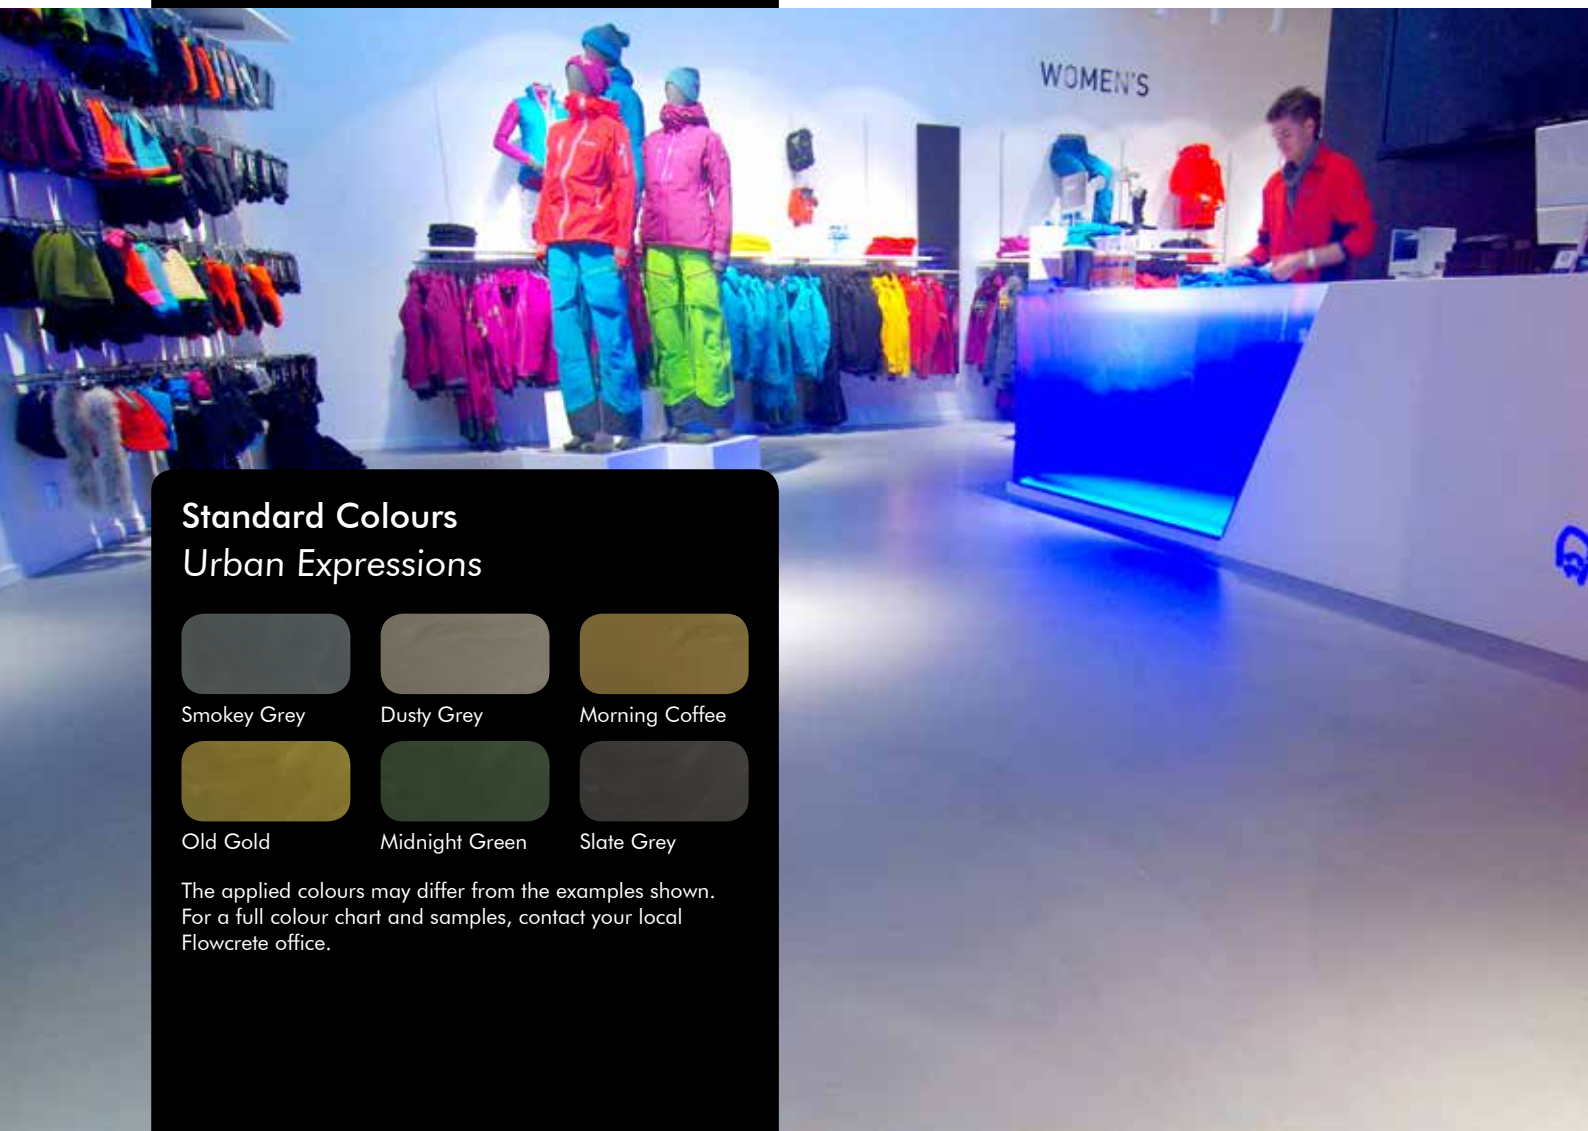 WOMEN'S
Standard Colours
Urban Expressions
Smokey Grey
Dusty Grey
Morning Coffee
Old Gold
Midnight Green
Slate Grey
The applied colours may differ from the examples shown.
For a full colour chart and samples, contact your local
Flowcrete office.